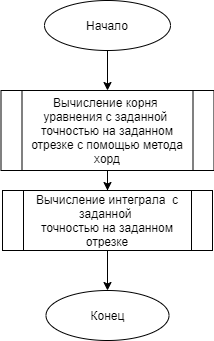 Начало
Вычисление корня
уравнения с заданной
точностью на заданном
отрезке с помощью метода
хорд
Вычисление интеграла с
заданной
точностью на заданном
отрезке
Конец